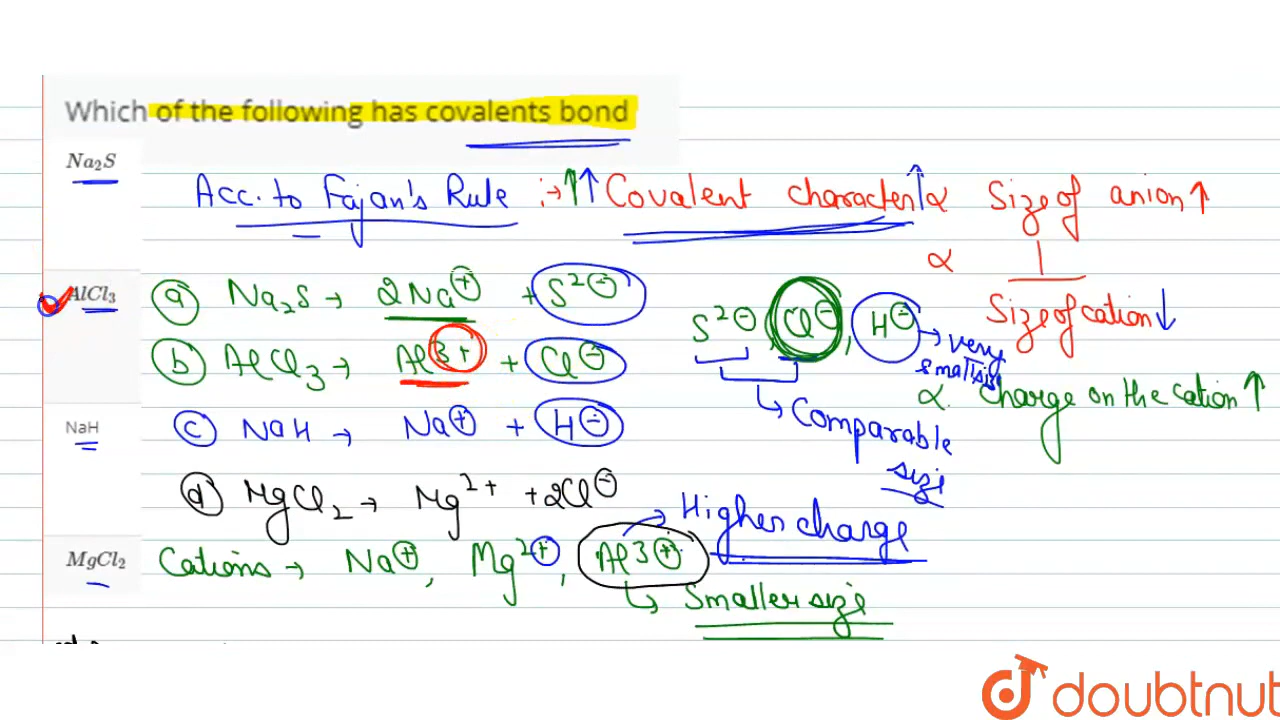 Which of the following has covalents bond
Na₂S
Acc. to Fajan's Rule :→ ↑↑ Covalent character↑ ∝ Size of anion ↑
∝ 1
Size of cation ↓
AlCl₃
ⓐ Na₂S → 2Na⊕ + S²⊖
S²⊖, Cl⊖, H⊖ → very
smallsize
ⓑ AlCl₃ → Al³⁺ + Cl⊖
∝ Charge on the cation ↑
↳ Comparable
size
NaH
ⓒ NaH → Na⊕ + H⊖
ⓓ MgCl₂ → Mg²⁺ + 2Cl⊖
→ Higher charge
MgCl₂
Cations → Na⊕, Mg²⊕, Al³⊕
↳ Smaller size
doubtnut